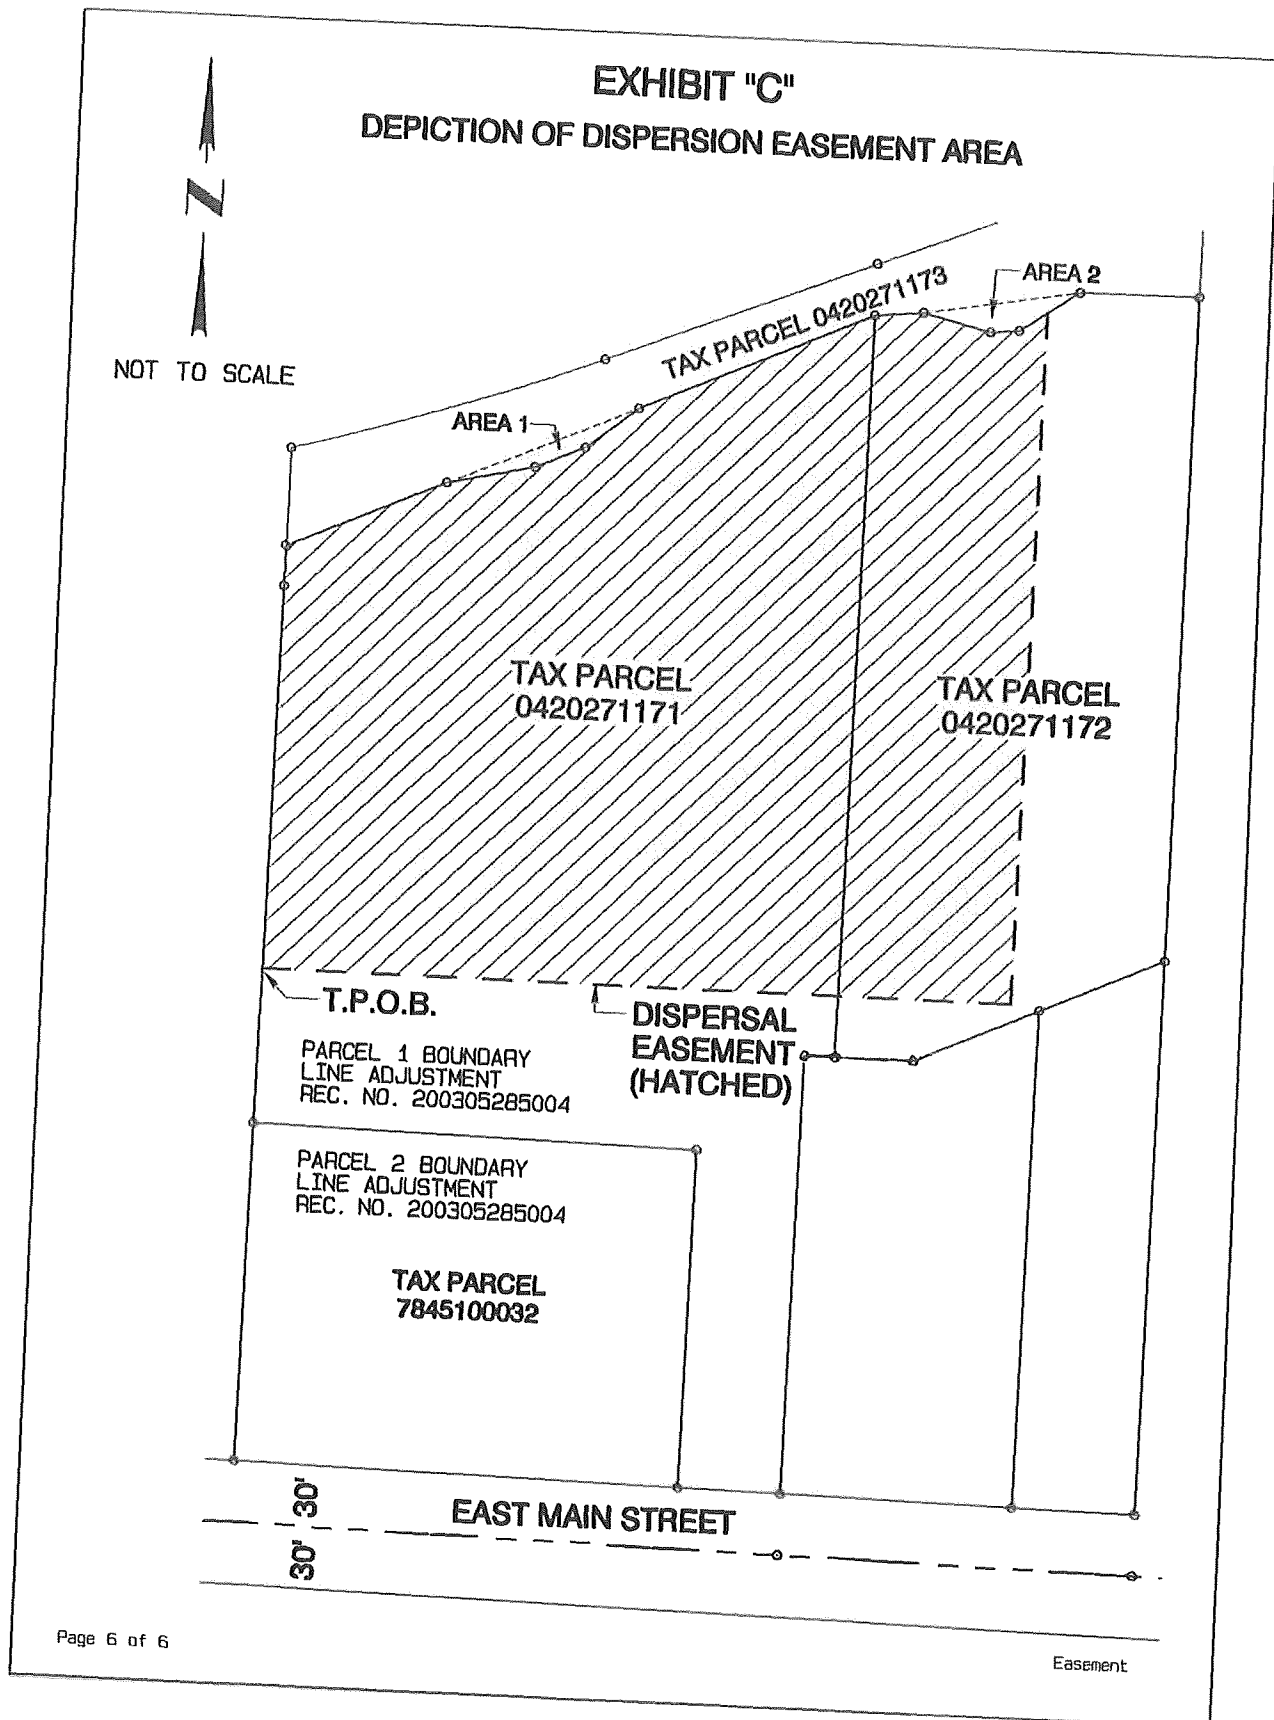 EXHIBIT "C"
DEPICTION OF DISPERSION EASEMENT AREA
N
NOT TO SCALE
AREA 2
TAX PARCEL 0420271173
AREA 1
TAX PARCEL
0420271171
TAX PARCEL
0420271172
T.P.O.B.
DISPERSAL
EASEMENT
(HATCHED)
PARCEL 1 BOUNDARY
LINE ADJUSTMENT
REC. NO. 200305285004
PARCEL 2 BOUNDARY
LINE ADJUSTMENT
REC. NO. 200305285004
TAX PARCEL
7845100032
30'
30'
EAST MAIN STREET
Page 6 of 6
Easement